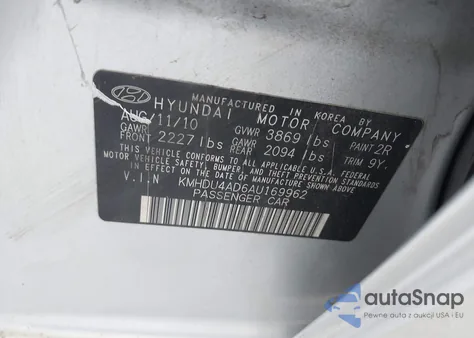 MANUFACTURED IN KOREA BY
HYUNDAI MOTOR COMPANY
AUG/11/10 GVWR 3869 lbs PAINT 2R
GAWR FRONT 2227 lbs GAWR REAR 2094 lbs TRIM 9Y
THIS VEHICLE CONFORMS TO ALL APPLICABLE U.S.A. FEDERAL
MOTOR VEHICLE SAFETY, BUMPER, AND THEFT PREVENTION STANDARDS
IN EFFECT ON THE DATE OF MANUFACTURE SHOWN ABOVE.
V.I.N KMHDU4AD6AU169962
PASSENGER CAR
autoSnap
Pewne auta z aukcji USA i EU